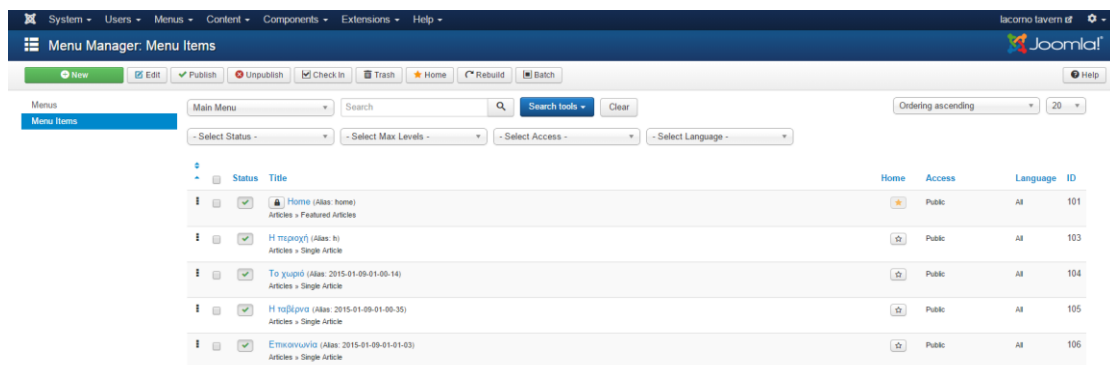 System Users Menus Content Components Extensions Help Iacorno tavern
Menu Manager: Menu Items Joomla!
New Edit Publish Unpublish Check In Trash Home Rebuild Batch Help
Menus
Menu Items
Main Menu Search Search tools Clear Ordering ascending 20
- Select Status - - Select Max Levels - - Select Access - - Select Language -
Status Title Home Access Language ID
Home (Alias: home) Public All 101
Articles » Featured Articles
Η περιοχή (Alias: h) Public All 103
Articles » Single Article
Το χωριό (Alias: 2015-01-09-01-00-14) Public All 104
Articles » Single Article
Η ταβέρνα (Alias: 2015-01-09-01-00-35) Public All 105
Articles » Single Article
Επικοινωνία (Alias: 2015-01-09-01-01-03) Public All 106
Articles » Single Article